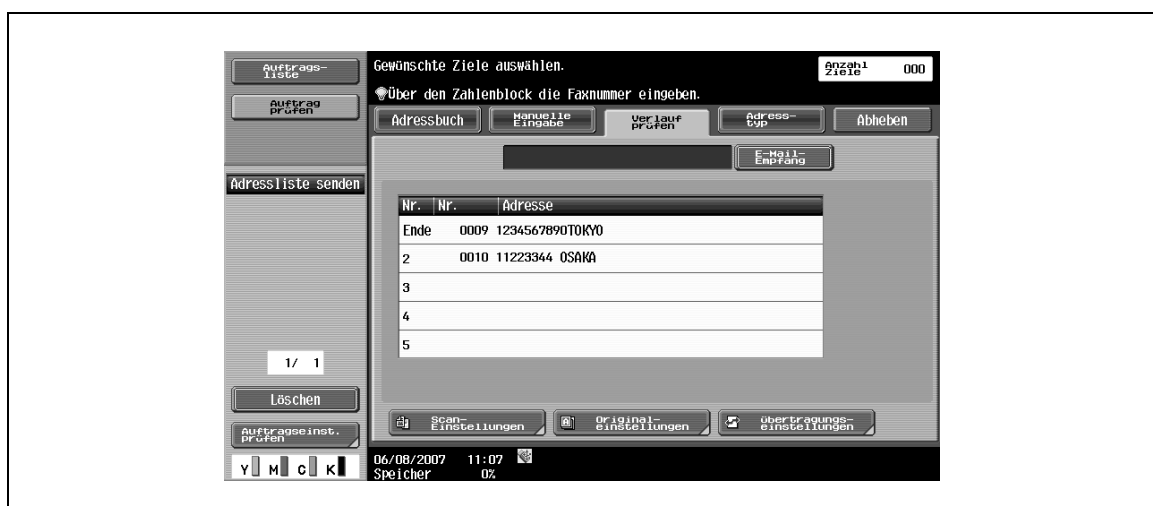 Auftrags-
liste
Auftrag
prüfen
Adressliste senden
1/ 1
Löschen
Auftragseinst.
prüfen
Y M C K
Gewünschte Ziele auswählen.
Anzahl
Ziele 000
Über den Zahlenblock die Faxnummer eingeben.
Adressbuch
Manuelle
Eingabe
Verlauf
prüfen
Adress-
typ
Abheben
E-Mail-
Empfang
Nr. Nr. Adresse
Ende 0009 1234567890TOKYO
2 0010 11223344 OSAKA
3
4
5
Scan-
Einstellungen
Original-
einstellungen
Übertragungs-
einstellungen
06/08/2007 11:07
Speicher 0%